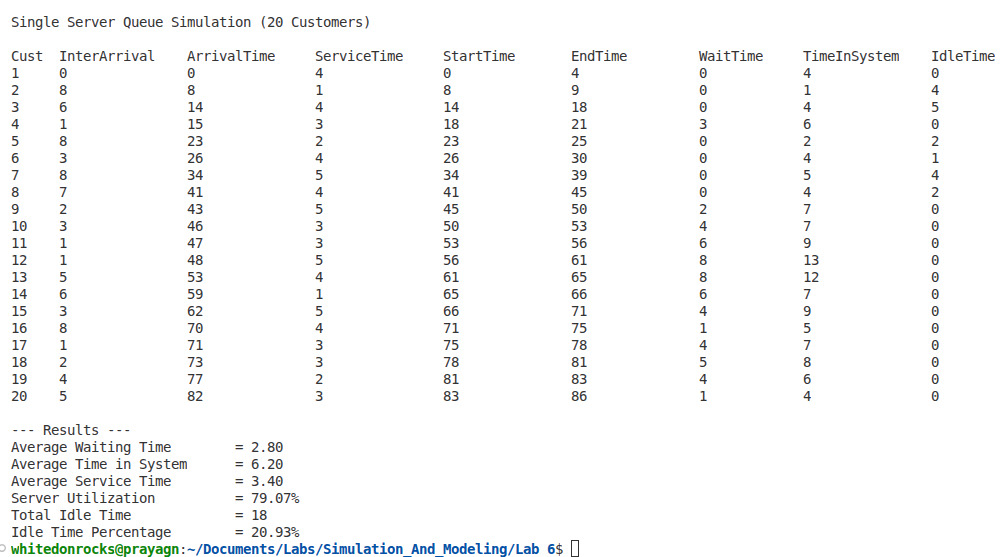 Single Server Queue Simulation (20 Customers)
Cust InterArrival ArrivalTime ServiceTime StartTime EndTime WaitTime TimeInSystem IdleTime
1 0 0 4 0 4 0 4 0
2 8 8 1 8 9 0 1 4
3 6 14 4 14 18 0 4 5
4 1 15 3 18 21 3 6 0
5 8 23 2 23 25 0 2 2
6 3 26 4 26 30 0 4 1
7 8 34 5 34 39 0 5 4
8 7 41 4 41 45 0 4 2
9 2 43 5 45 50 2 7 0
10 3 46 3 50 53 4 7 0
11 1 47 3 53 56 6 9 0
12 1 48 5 56 61 8 13 0
13 5 53 4 61 65 8 12 0
14 6 59 1 65 66 6 7 0
15 3 62 5 66 71 4 9 0
16 8 70 4 71 75 1 5 0
17 1 71 3 75 78 4 7 0
18 2 73 3 78 81 5 8 0
19 4 77 2 81 83 4 6 0
20 5 82 3 83 86 1 4 0
--- Results ---
Average Waiting Time = 2.80
Average Time in System = 6.20
Average Service Time = 3.40
Server Utilization = 79.07%
Total Idle Time = 18
Idle Time Percentage = 20.93%
whitedonrocks@prayagn:~/Documents/Labs/Simulation_And_Modeling/Lab 6$